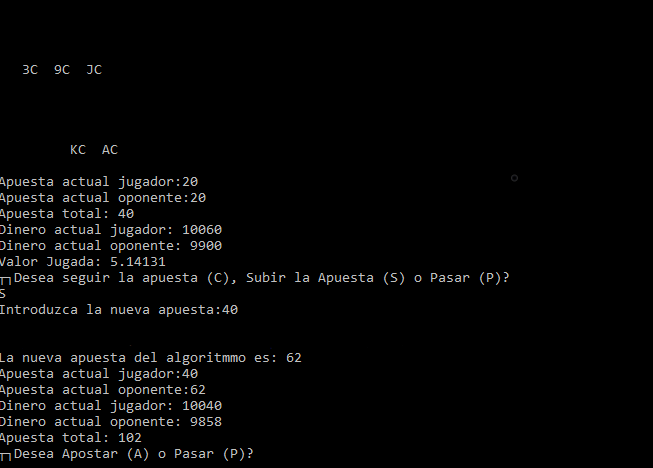 3C 9C JC
KC AC
Apuesta actual jugador:20
Apuesta actual oponente:20
Apuesta total: 40
Dinero actual jugador: 10060
Dinero actual oponente: 9900
Valor Jugada: 5.14131
┐┐Desea seguir la apuesta (C), Subir la Apuesta (S) o Pasar (P)?
S
Introduzca la nueva apuesta:40
La nueva apuesta del algoritmmo es: 62
Apuesta actual jugador:40
Apuesta actual oponente:62
Dinero actual jugador: 10040
Dinero actual oponente: 9858
Apuesta total: 102
┐┐Desea Apostar (A) o Pasar (P)?